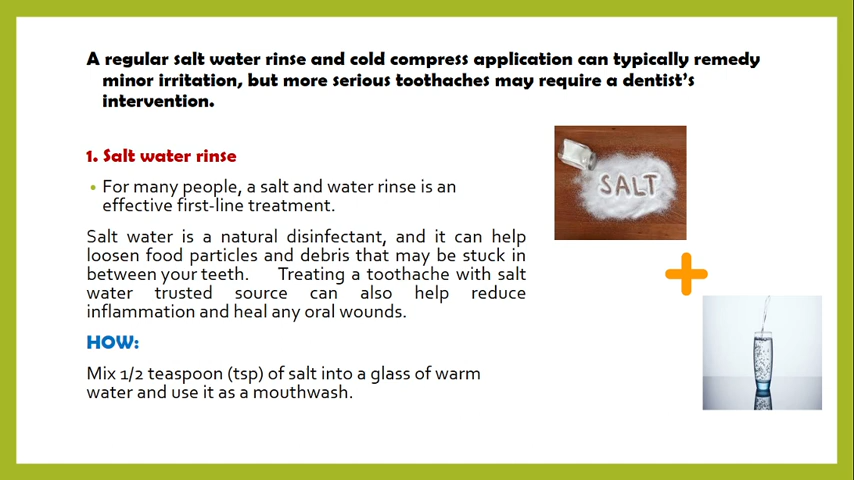 A regular salt water rinse and cold compress application can typically remedy
minor irritation, but more serious toothaches may require a dentist's
intervention.
1. Salt water rinse
• For many people, a salt and water rinse is an
effective first-line treatment.
Salt water is a natural disinfectant, and it can help
loosen food particles and debris that may be stuck in
between your teeth. Treating a toothache with salt
water trusted source can also help reduce
inflammation and heal any oral wounds.
HOW:
Mix 1/2 teaspoon (tsp) of salt into a glass of warm
water and use it as a mouthwash.
SALT